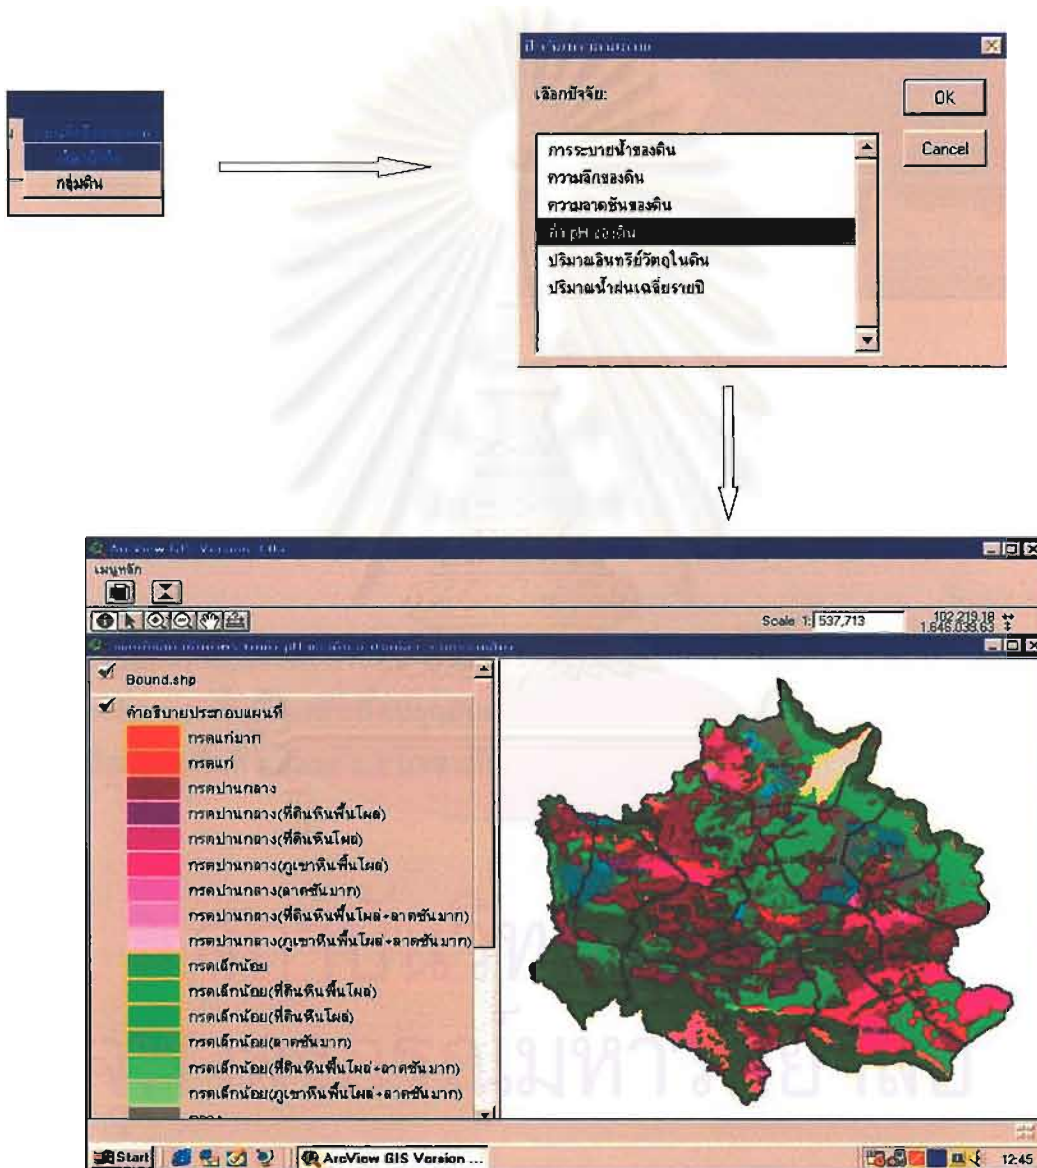 กลุ่มดิน
เลือกปัจจัย:
OK
Cancel
การระบายน้ำของดิน
ความลึกของดิน
ความลาดชันของดิน
ค่า pH ของดิน
ปริมาณอินทรีย์วัตถุในดิน
ปริมาณน้ำฝนเฉลี่ยรายปี
ArcView GIS Version
เมนูหลัก
Scale 1: 537,713
102,219.18
1,646,039.63
Bound.shp
คำอธิบายประกอบแผนที่
กรดแก่มาก
กรดแก่
กรดปานกลาง
กรดปานกลาง(ที่ดินหินพื้นโผล่)
กรดปานกลาง(ที่ดินหินโผล่)
กรดปานกลาง(ภูเขาหินพื้นโผล่)
กรดปานกลาง(ลาดชันมาก)
กรดปานกลาง(ที่ดินหินพื้นโผล่+ลาดชันมาก)
กรดปานกลาง(ภูเขาหินพื้นโผล่+ลาดชันมาก)
กรดเล็กน้อย
กรดเล็กน้อย(ที่ดินหินพื้นโผล่)
กรดเล็กน้อย(ที่ดินหินโผล่)
กรดเล็กน้อย(ลาดชันมาก)
กรดเล็กน้อย(ที่ดินหินพื้นโผล่+ลาดชันมาก)
กรดเล็กน้อย(ภูเขาหินพื้นโผล่+ลาดชันมาก)
Start
ArcView GIS Version ...
12:45